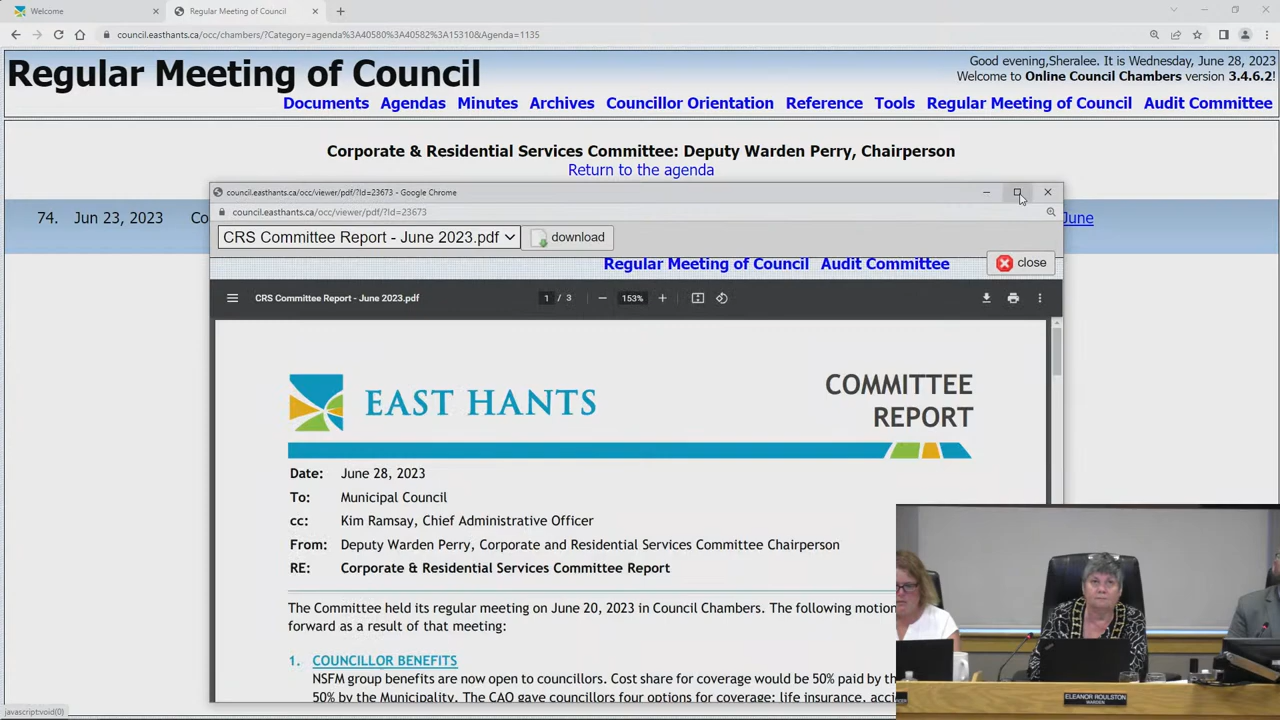 Welcome
Regular Meeting of Council
council.easthants.ca/occ/chambers/?Category=agenda%3A40580%3A40582%3A15310&Agenda=1135
Regular Meeting of Council
Good evening,Sheralee. It is Wednesday, June 28, 2023
Welcome to Online Council Chambers version 3.4.6.2!
Documents Agendas Minutes Archives Councillor Orientation Reference Tools Regular Meeting of Council Audit Committee
Corporate & Residential Services Committee: Deputy Warden Perry, Chairperson
Return to the agenda
74. Jun 23, 2023 Co June
council.easthants.ca/occ/viewer/pdf/?Id=23673 - Google Chrome
council.easthants.ca/occ/viewer/pdf/?Id=23673
CRS Committee Report - June 2023.pdf download
Regular Meeting of Council Audit Committee close
CRS Committee Report - June 2023.pdf 1 / 3 153%
EAST HANTS
COMMITTEE
REPORT
Date: June 28, 2023
To: Municipal Council
cc: Kim Ramsay, Chief Administrative Officer
From: Deputy Warden Perry, Corporate and Residential Services Committee Chairperson
RE: Corporate & Residential Services Committee Report
The Committee held its regular meeting on June 20, 2023 in Council Chambers. The following motion
forward as a result of that meeting:
1. COUNCILLOR BENEFITS
NSFM group benefits are now open to councillors. Cost share for coverage would be 50% paid by th
50% by the Municipality. The CAO gave councillors four options for coverage: life insurance, acci
ELEANOR ROULSTON
WARDEN
javascript:void(0)